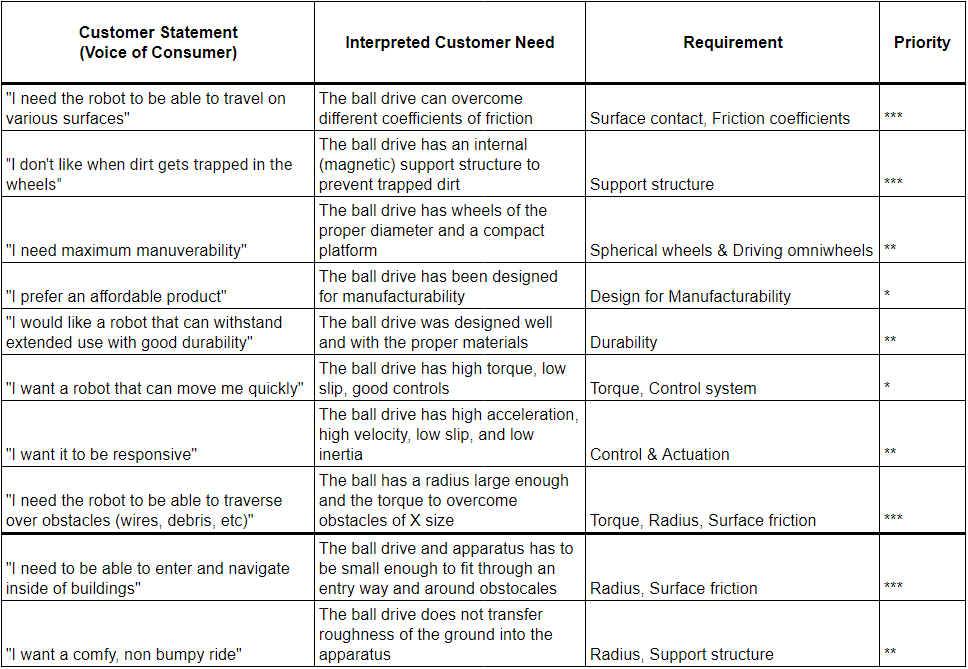 Customer Statement
(Voice of Consumer)
Interpreted Customer Need
Requirement
Priority
"I need the robot to be able to travel on
various surfaces"
The ball drive can overcome
different coefficients of friction
Surface contact, Friction coefficients
***
"I don't like when dirt gets trapped in the
wheels"
The ball drive has an internal
(magnetic) support structure to
prevent trapped dirt
Support structure
***
"I need maximum manuverability"
The ball drive has wheels of the
proper diameter and a compact
platform
Spherical wheels & Driving omniwheels
**
"I prefer an affordable product"
The ball drive has been designed
for manufacturability
Design for Manufacturability
*
"I would like a robot that can withstand
extended use with good durability"
The ball drive was designed well
and with the proper materials
Durability
**
"I want a robot that can move me quickly"
The ball drive has high torque, low
slip, good controls
Torque, Control system
*
"I want it to be responsive"
The ball drive has high acceleration,
high velocity, low slip, and low
inertia
Control & Actuation
**
"I need the robot to be able to traverse
over obstacles (wires, debris, etc)"
The ball has a radius large enough
and the torque to overcome
obstacles of X size
Torque, Radius, Surface friction
***
"I need to be able to enter and navigate
inside of buildings"
The ball drive and apparatus has to
be small enough to fit through an
entry way and around obstocales
Radius, Surface friction
***
"I want a comfy, non bumpy ride"
The ball drive does not transfer
roughness of the ground into the
apparatus
Radius, Support structure
**